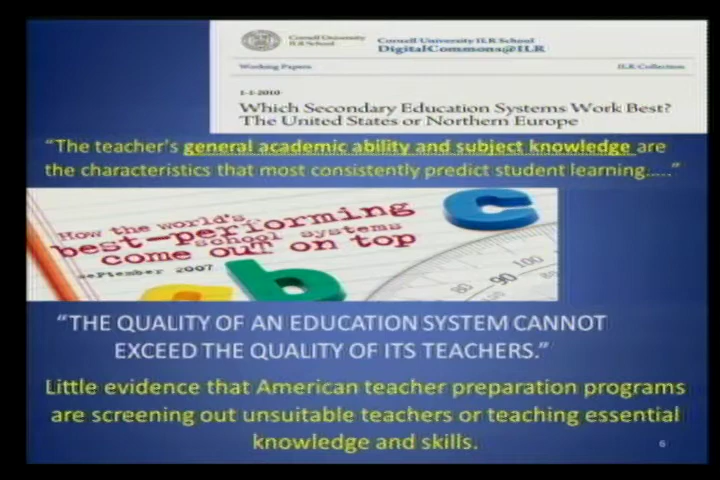 Cornell University
ILR School
Cornell University ILR School
DigitalCommons@ILR
Working Papers
ILR Collection
1-1-2010
Which Secondary Education Systems Work Best?
The United States or Northern Europe
"The teacher's general academic ability and subject knowledge are
the characteristics that most consistently predict student learning....."
How the world's
best-performing
school systems
come out on top
september 2007
c
b
a
80 90 100
"THE QUALITY OF AN EDUCATION SYSTEM CANNOT
EXCEED THE QUALITY OF ITS TEACHERS."
Little evidence that American teacher preparation programs
are screening out unsuitable teachers or teaching essential
knowledge and skills.
6